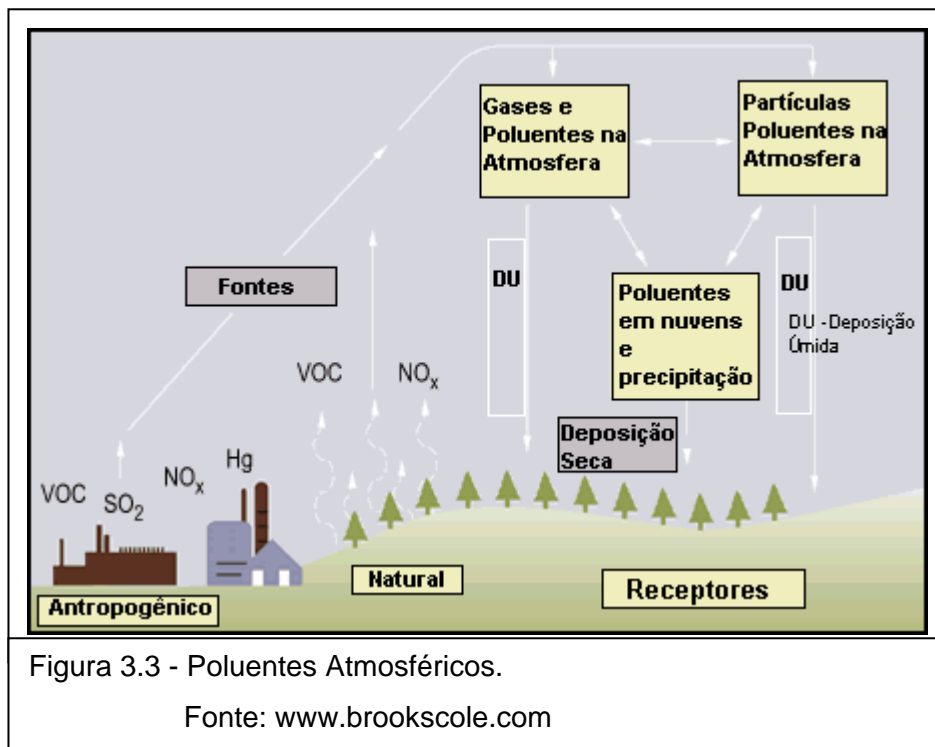 Gases e
Poluentes na
Atmosfera
Partículas
Poluentes na
Atmosfera
Fontes
DU
Poluentes
em nuvens
e
precipitação
DU
DU -Deposição
Úmida
VOC
NOx
Deposição
Seca
VOC
SO2
NOx
Hg
Natural
Receptores
Antropogênico
Figura 3.3 - Poluentes Atmosféricos.
Fonte: www.brookscole.com